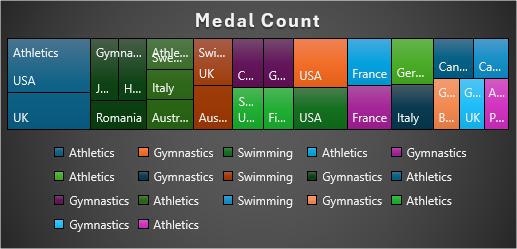 Medal Count
Athletics Gymna... Athle... Swi... USA France Ger... Can... Ca...
Swe... UK C... G...
USA J... H... Italy S... G... G... A...
UK Romania Austr... Aus... U... Fi... USA France Italy B... UK P...
Athletics Gymnastics Swimming Athletics Gymnastics
Athletics Gymnastics Swimming Gymnastics Athletics
Gymnastics Athletics Swimming Gymnastics Athletics
Gymnastics Athletics